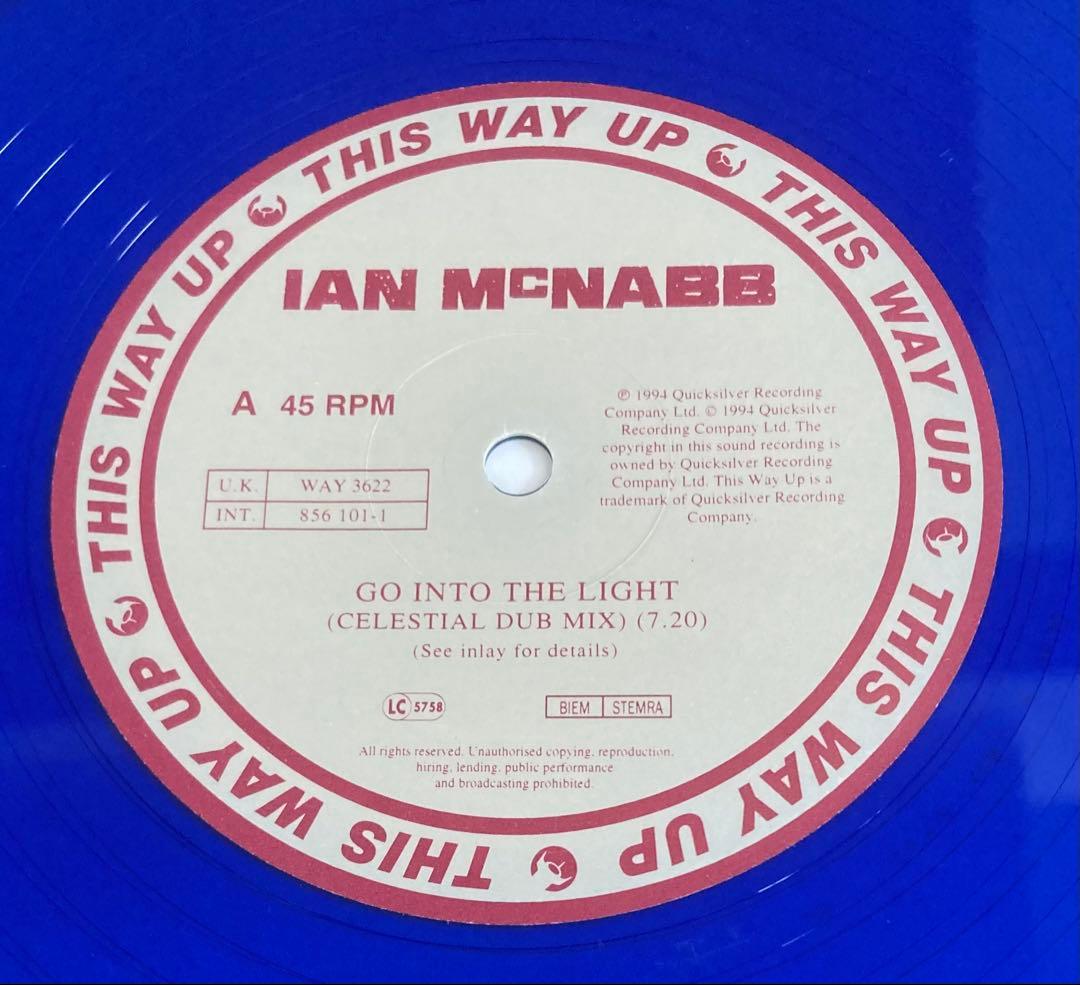 THIS WAY UP THIS WAY UP THIS WAY UP THIS WAY UP THIS WAY UP
IAN McNABB
A 45 RPM
℗ 1994 Quicksilver Recording
Company Ltd. © 1994 Quicksilver
Recording Company Ltd. The
copyright in this sound recording is
owned by Quicksilver Recording
Company Ltd. This Way Up is a
trademark of Quicksilver Recording
Company.
U.K. WAY 3622
INT. 856 101-1
GO INTO THE LIGHT
(CELESTIAL DUB MIX) (7.20)
(See inlay for details)
LC 5758
BIEM STEMRA
All rights reserved. Unauthorised copying, reproduction,
hiring, lending, public performance
and broadcasting prohibited.